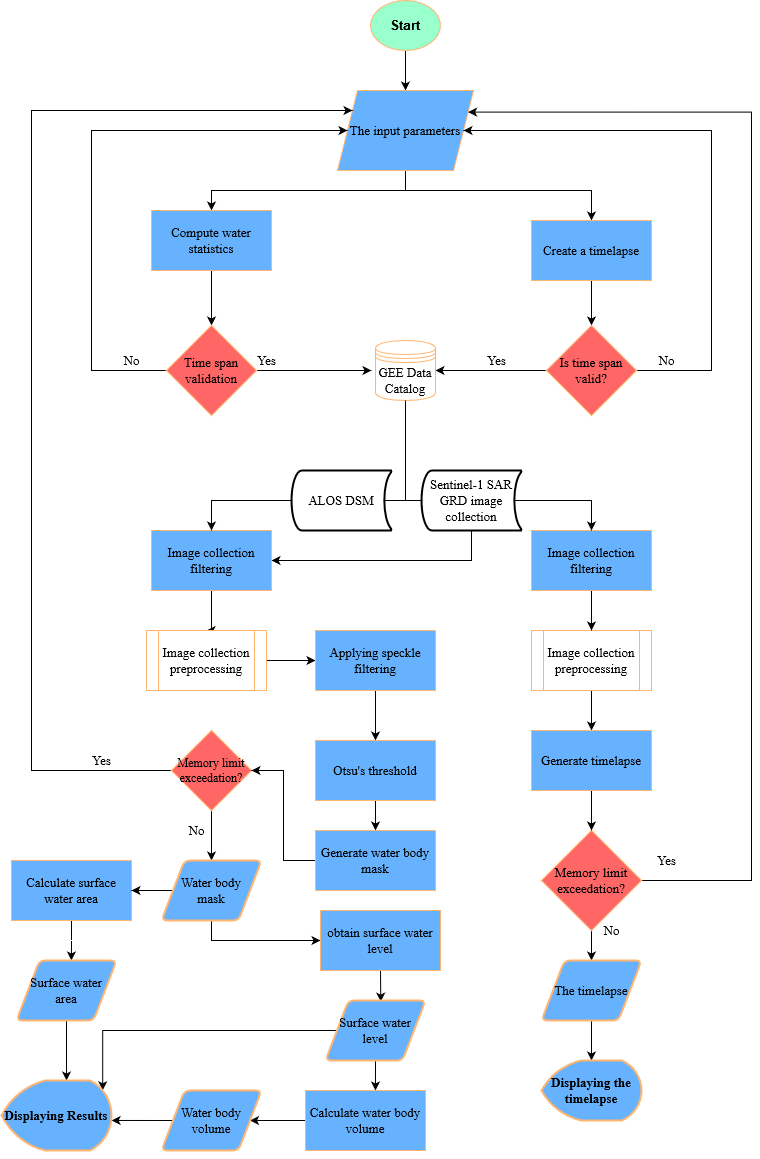 Start
The input parameters
Compute water
statistics
Create a timelapse
No
Time span
validation
Yes
GEE Data
Catalog
Yes
Is time span
valid?
No
ALOS DSM
Sentinel-1 SAR
GRD image
collection
Image collection
filtering
Image collection
filtering
Image collection
preprocessing
Applying speckle
filtering
Image collection
preprocessing
Yes
Memory limit
exceedation?
Otsu's threshold
Generate timelapse
No
Generate water body
mask
Memory limit
exceedation?
Yes
Calculate surface
water area
Water body
mask
obtain surface water
level
No
Surface water
area
The timelapse
Surface water
level
Displaying the
timelapse
Displaying Results
Water body
volume
Calculate water body
volume